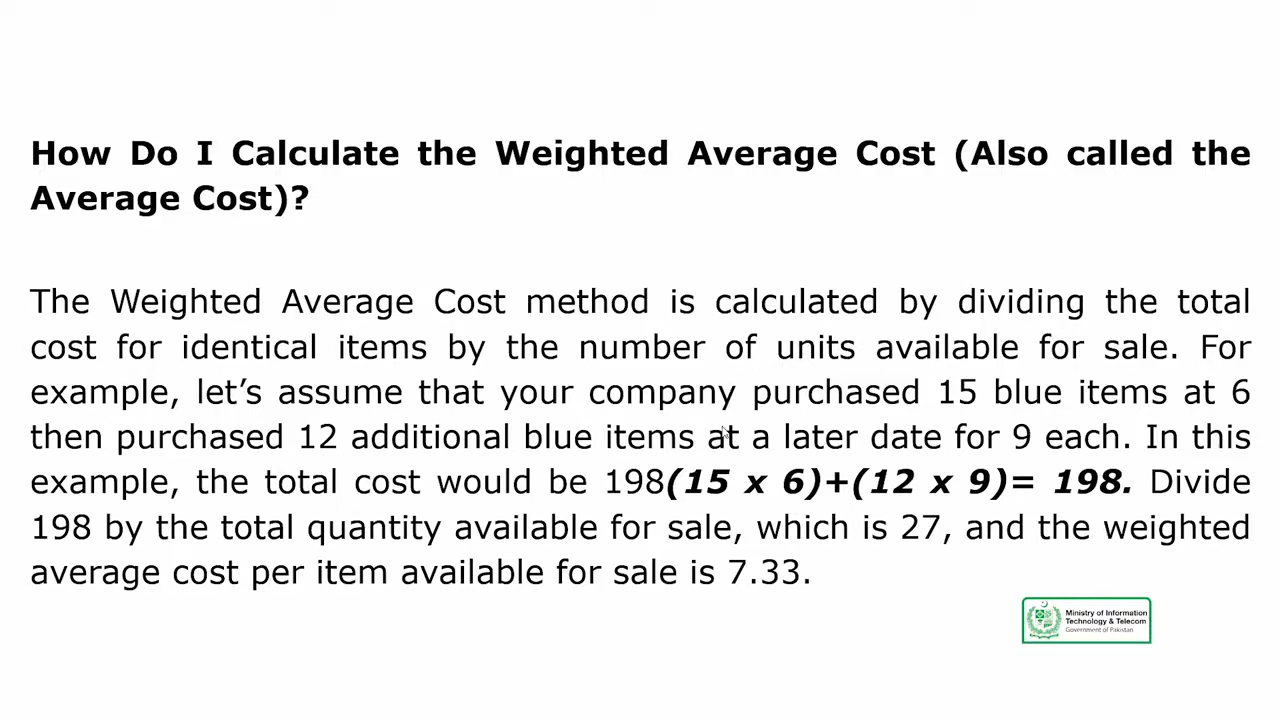 How Do I Calculate the Weighted Average Cost (Also called the
Average Cost)?
The Weighted Average Cost method is calculated by dividing the total
cost for identical items by the number of units available for sale. For
example, let’s assume that your company purchased 15 blue items at 6
then purchased 12 additional blue items at a later date for 9 each. In this
example, the total cost would be 198(15 x 6)+(12 x 9)= 198. Divide
198 by the total quantity available for sale, which is 27, and the weighted
average cost per item available for sale is 7.33.
Ministry of Information
Technology & Telecom
Government of Pakistan